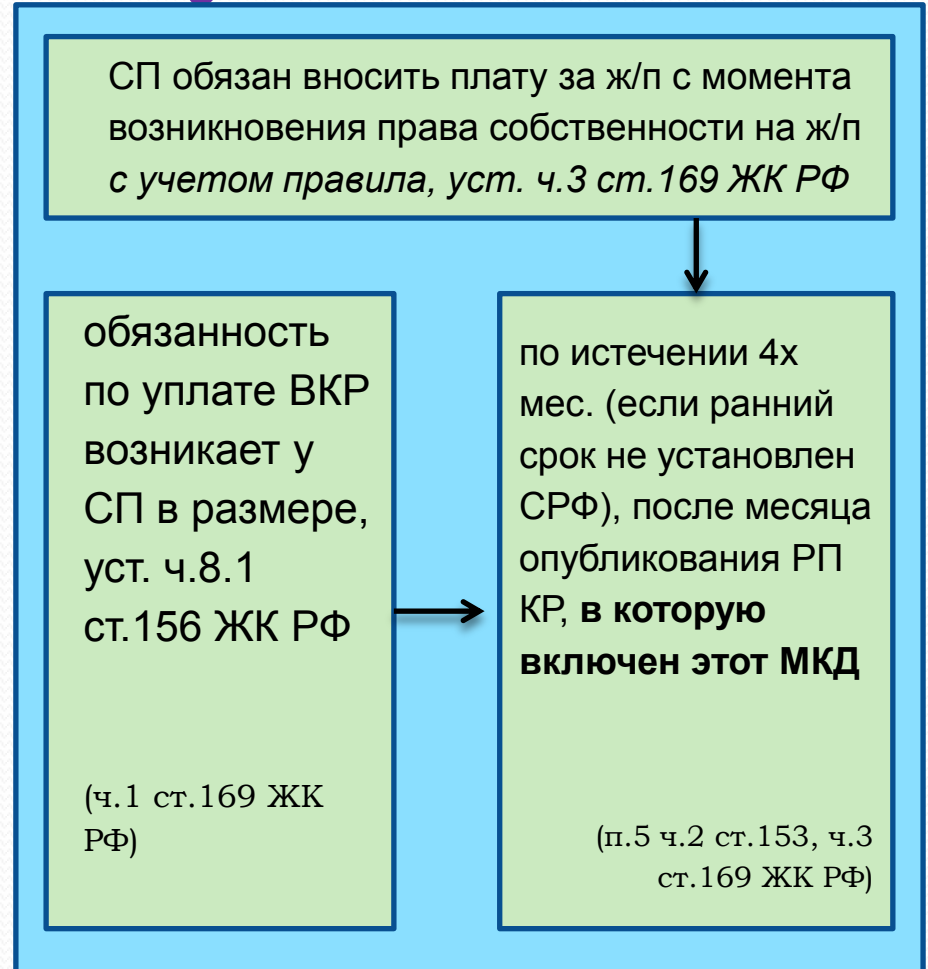 СП обязан вносить плату за ж/п с момента
возникновения права собственности на ж/п
с учетом правила, уст. ч.3 ст.169 ЖК РФ
обязанность
по уплате ВКР
возникает у
СП в размере,
уст. ч.8.1
ст.156 ЖК РФ
(ч.1 ст.169 ЖК
РФ)
по истечении 4х
мес. (если ранний
срок не установлен
СРФ), после месяца
опубликования РП
КР, в которую
включен этот МКД
(п.5 ч.2 ст.153, ч.3
ст.169 ЖК РФ)